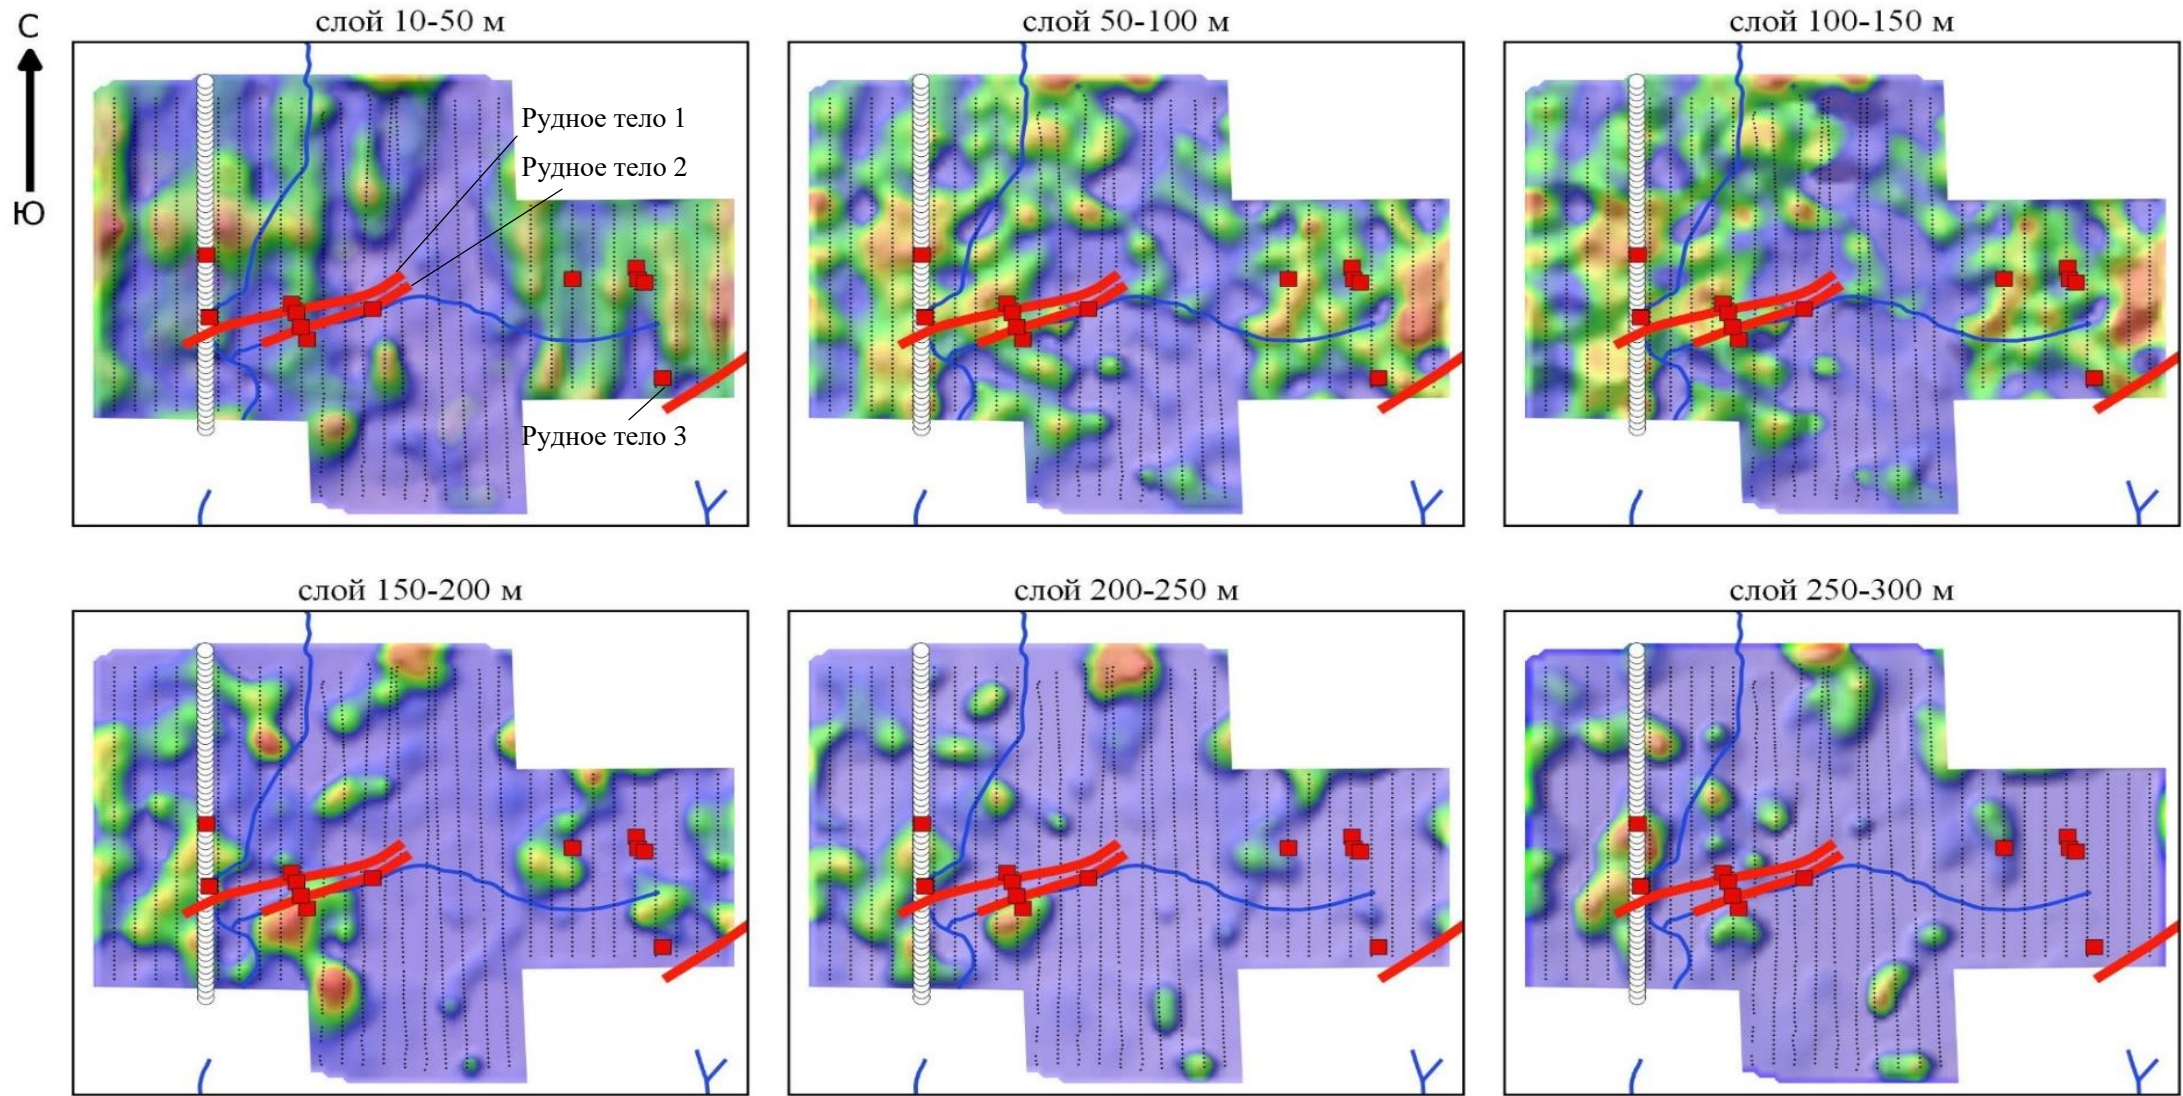 слой 10-50 м
слой 50-100 м
слой 100-150 м
С
Ю
Рудное тело 1
Рудное тело 2
Рудное тело 3
слой 150-200 м
слой 200-250 м
слой 250-300 м